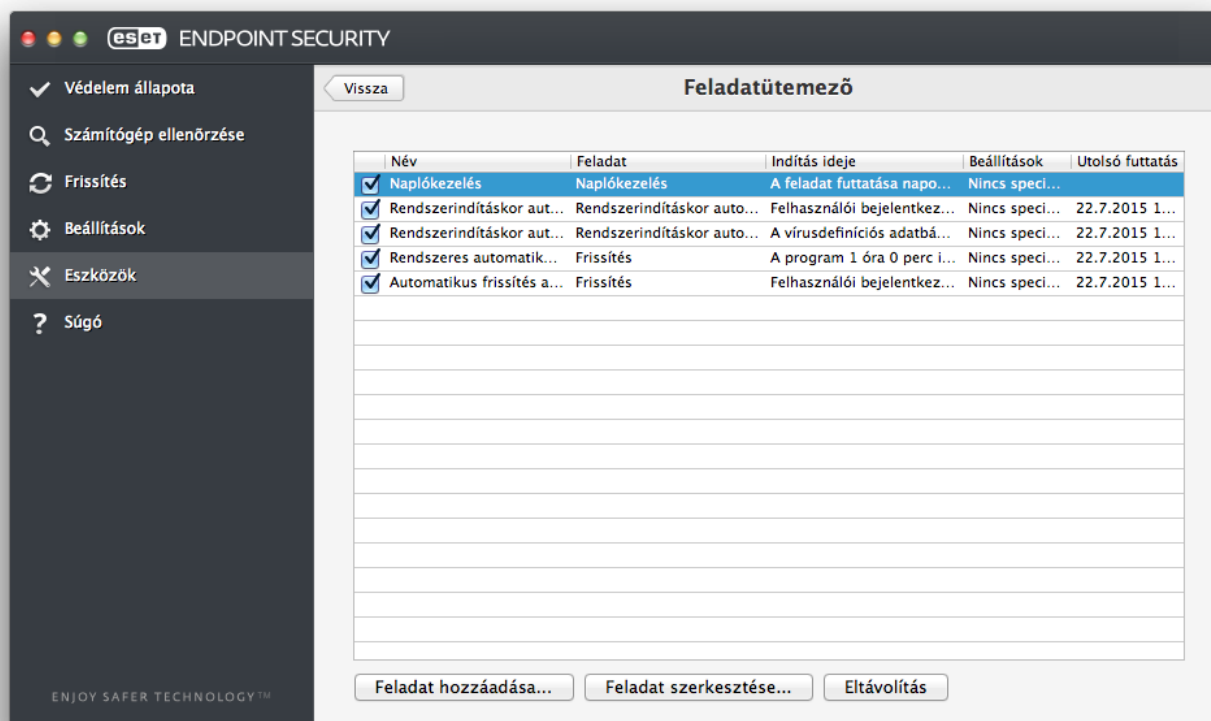 eset ENDPOINT SECURITY
Védelem állapota
Számítógép ellenõrzése
Frissítés
Beállítások
Eszközök
Súgó
ENJOY SAFER TECHNOLOGY™
Vissza
Feladatütemezõ
Név Feladat Indítás ideje Beállítások Utolsó futtatás
Naplókezelés Naplókezelés A feladat futtatása napo... Nincs speci...
Rendszerindításkor aut... Rendszerindításkor auto... Felhasználói bejelentkez... Nincs speci... 22.7.2015 1...
Rendszerindításkor aut... Rendszerindításkor auto... A vírusdefiníciós adatbá... Nincs speci... 22.7.2015 1...
Rendszeres automatik... Frissítés A program 1 óra 0 perc i... Nincs speci... 22.7.2015 1...
Automatikus frissítés a... Frissítés Felhasználói bejelentkez... Nincs speci... 22.7.2015 1...
Feladat hozzáadása... Feladat szerkesztése... Eltávolítás